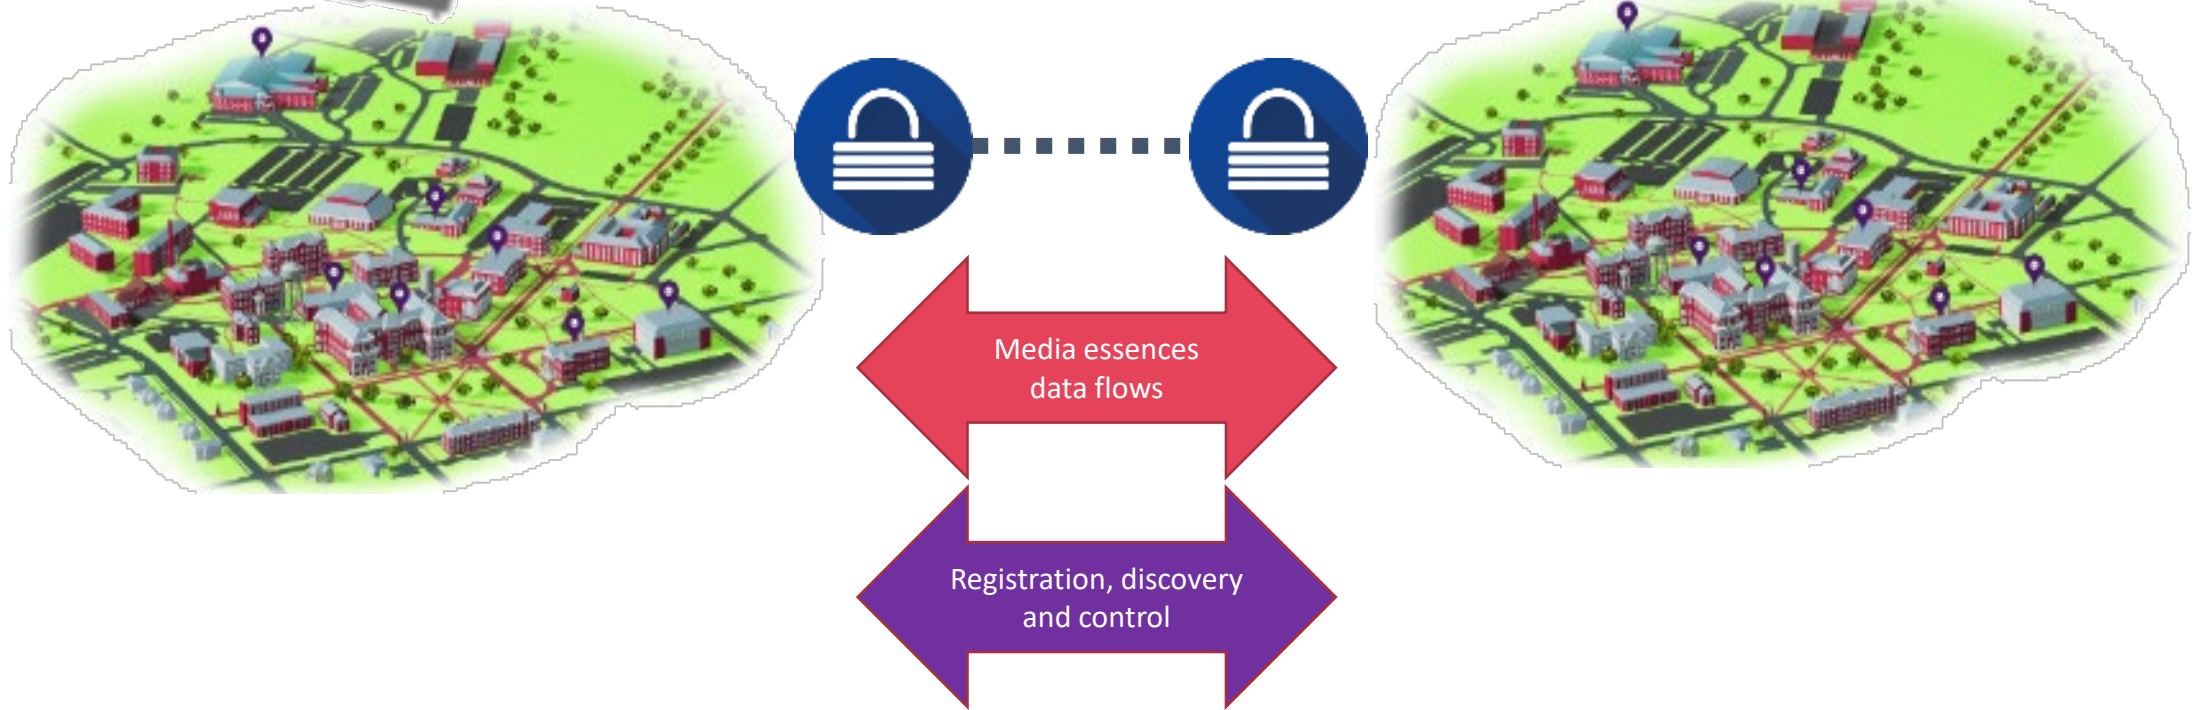 Media essences
data flows
Registration, discovery
and control